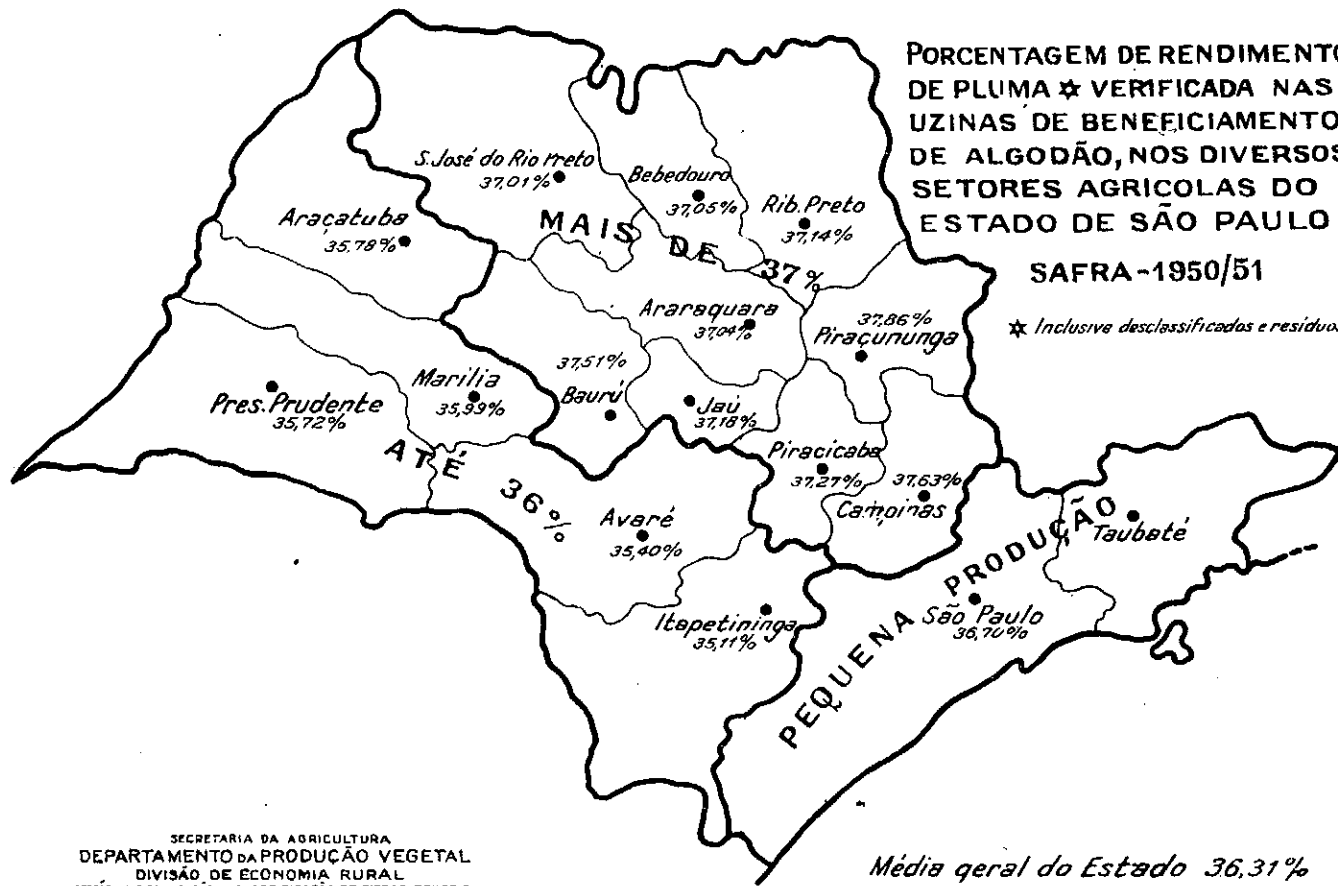 PORCENTAGEM DE RENDIMENTO
DE PLUMA ✡ VERIFICADA NAS
UZINAS DE BENEFICIAMENTO
DE ALGODÃO, NOS DIVERSOS
SETORES AGRICOLAS DO
ESTADO DE SÃO PAULO
SAFRA-1950/51
✡ Inclusive desclassificados e resíduos
S. José do Rio Preto
37,01%
Bebedouro
37,05%
Rib. Preto
37,14%
Araçatuba
35,78%
MAIS DE 37%
Araraquara
37,04%
37,86%
Piraçununga
37,51%
Baurú
Jaú
37,18%
Marília
35,99%
Pres. Prudente
35,72%
Piracicaba
37,27%
37,63%
Campinas
ATÉ 36%
Avaré
35,40%
Itapetininga
35,11%
PEQUENA PRODUÇÃO
Taubaté
São Paulo
36,70%
SECRETARIA DA AGRICULTURA
DEPARTAMENTO DA PRODUÇÃO VEGETAL
DIVISÃO DE ECONOMIA RURAL
Média geral do Estado 36,31%